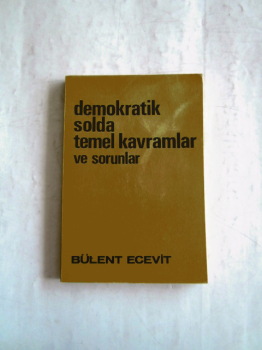 demokratik
solda
temel kavramlar
ve sorunlar
BÜLENT ECEVİT